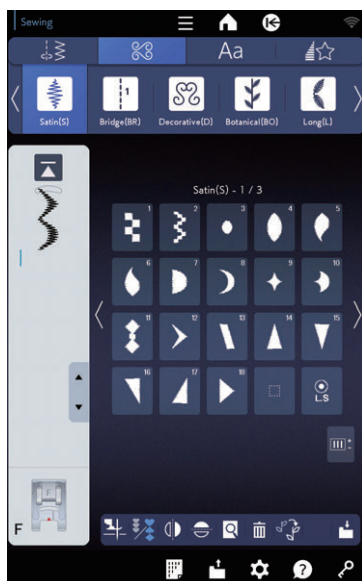 Sewing
Aa
1
Satin(S) Bridge(BR) Decorative(D) Botanical(BO) Long(L)
Satin(S) - 1 / 3
1 2 3 4 5
6 7 8 9 10
11 12 13 14 15
16 17 18
L.S
F
?